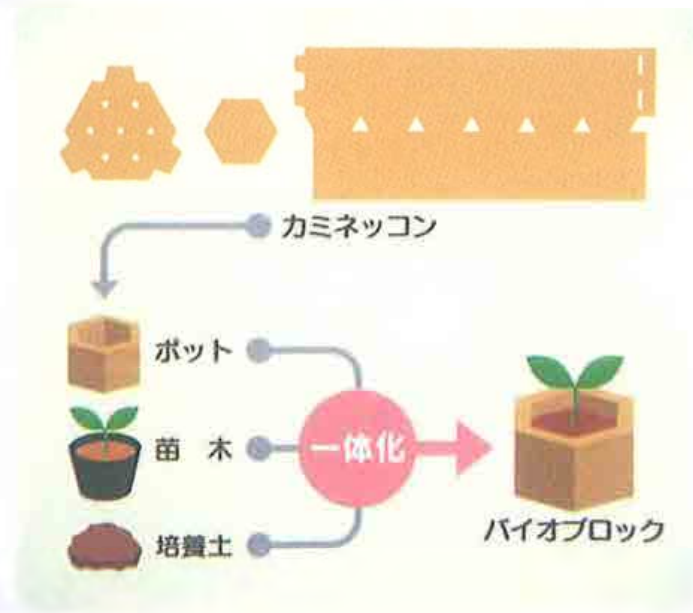 カミネッコン
ポット
苗 木
一体化
培養土
バイオブロック